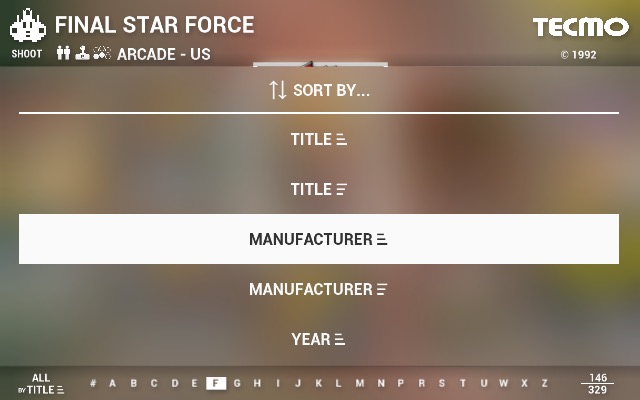 FINAL STAR FORCE
TECMO
SHOOT
ARCADE - US
© 1992
SORT BY...
TITLE
TITLE
MANUFACTURER
MANUFACTURER
YEAR
ALL
BY TITLE
# A B C D E F G H I J K L M N P R S T U W X Z
146
329